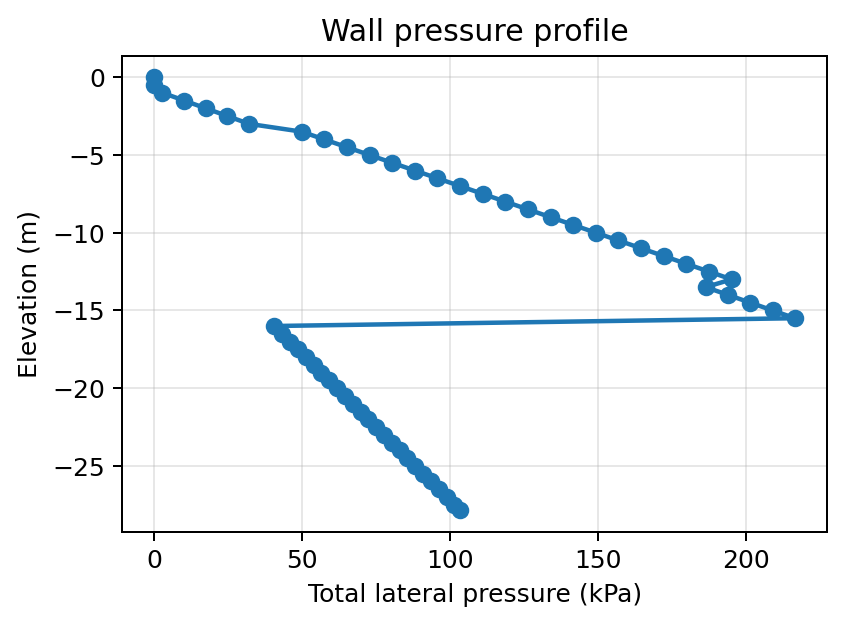 Wall pressure profile
0
−5
−10
−15
−20
−25
Elevation (m)
0 50 100 150 200
Total lateral pressure (kPa)